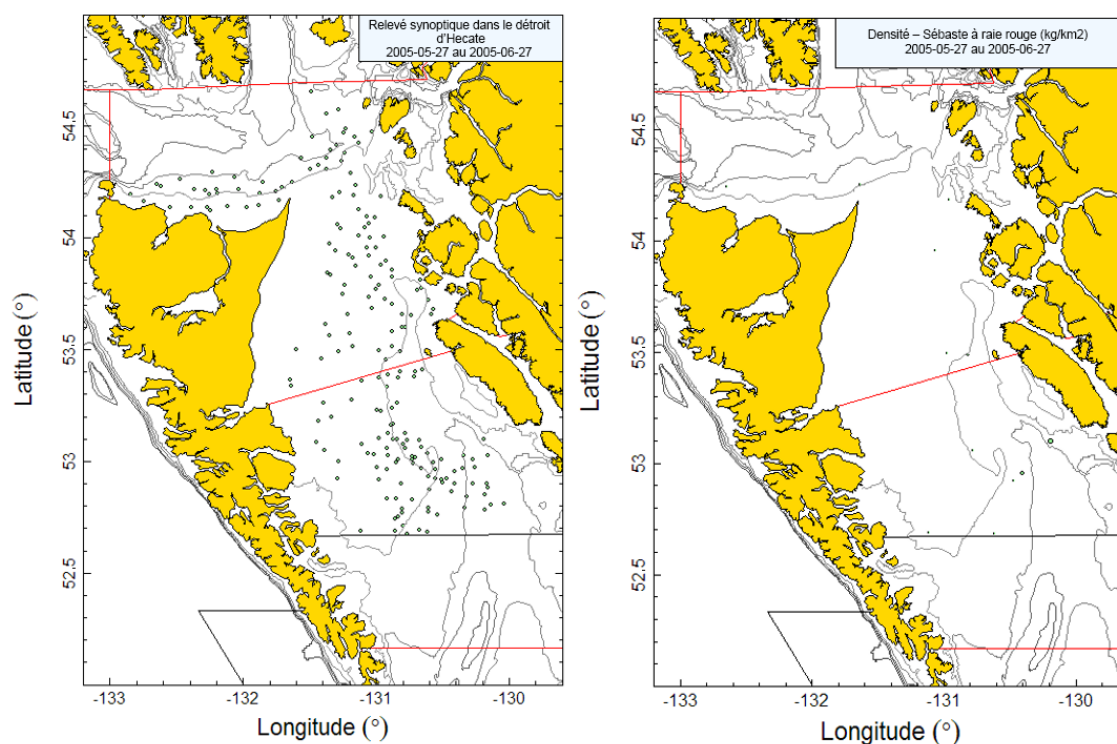 Relevé synoptique dans le détroit
d'Hecate
2005-05-27 au 2005-06-27
54.5
54
53.5
53
52.5
Latitude (°)
-133
-132
-131
-130
Longitude (°)
Densité – Sébaste à raie rouge (kg/km2)
2005-05-27 au 2005-06-27
54.5
54
53.5
53
52.5
Latitude (°)
-133
-132
-131
-130
Longitude (°)